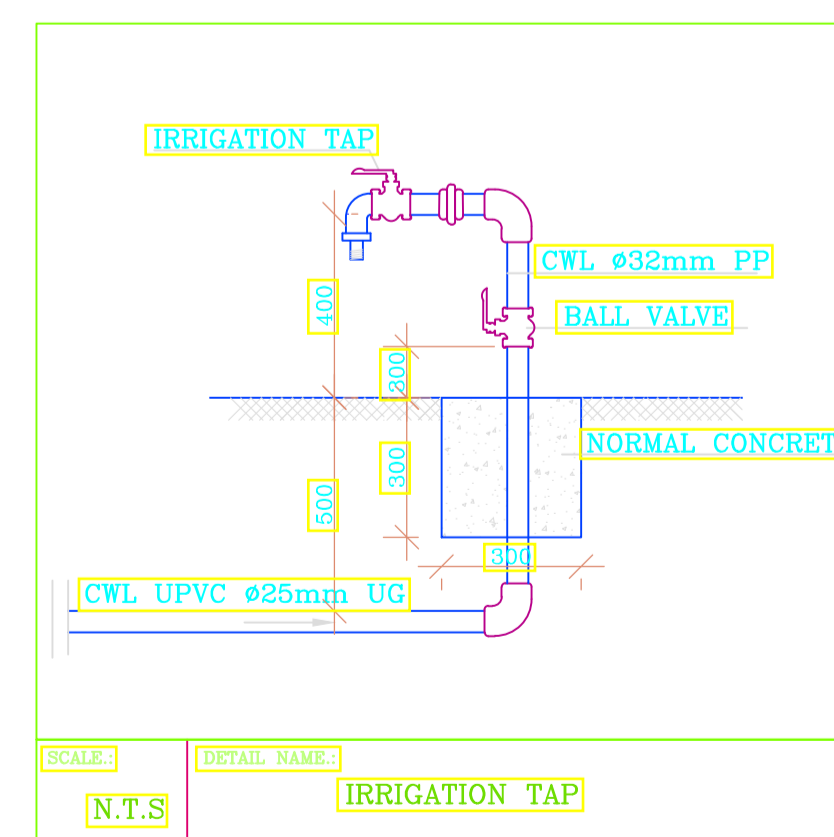 IRRIGATION TAP
CWL ø32mm PP
400
BALL VALVE
300
NORMAL CONCRET
300
500
300
CWL UPVC ø25mm UG
SCALE.:
DETAIL NAME.:
N.T.S
IRRIGATION TAP